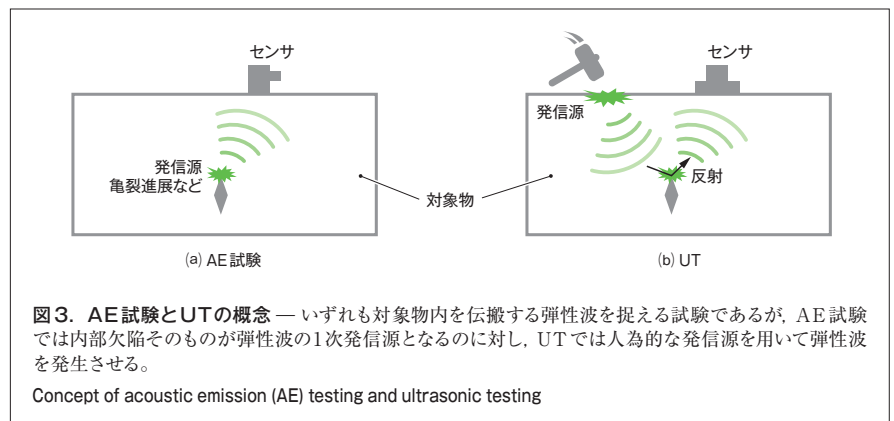 センサ
発信源
亀裂進展など
(a) AE試験
対象物
センサ
発信源
反射
(b) UT
図3. AE試験とUTの概念 — いずれも対象物内を伝搬する弾性波を捉える試験であるが, AE試験
では内部欠陥そのものが弾性波の1次発信源となるのに対し, UTでは人為的な発信源を用いて弾性波
を発生させる。
Concept of acoustic emission (AE) testing and ultrasonic testing